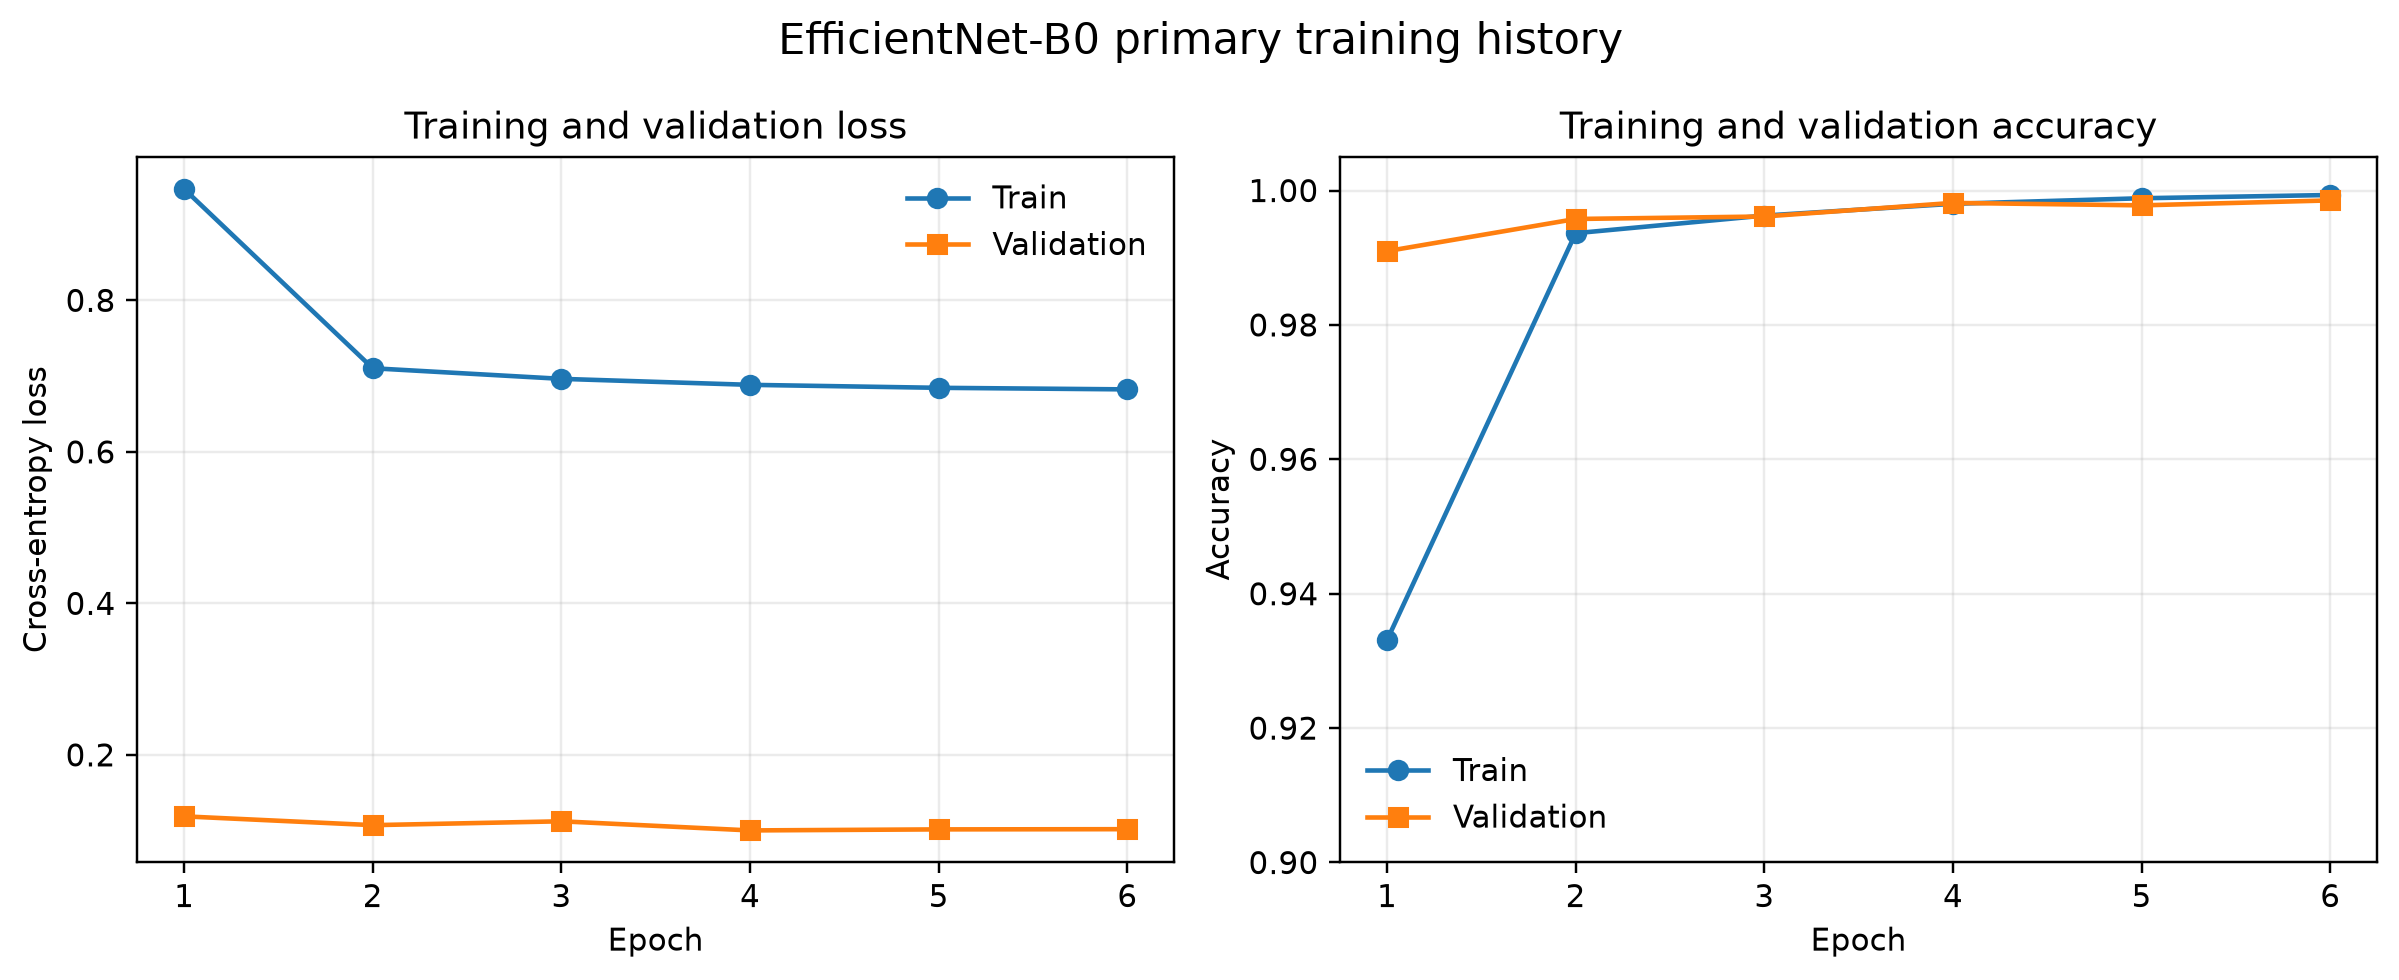 EfficientNet-B0 primary training history
Training and validation loss
Train
Validation
0.8
0.6
0.4
0.2
Cross-entropy loss
1 2 3 4 5 6
Epoch
Training and validation accuracy
1.00
0.98
0.96
0.94
0.92
0.90
Accuracy
Train
Validation
1 2 3 4 5 6
Epoch